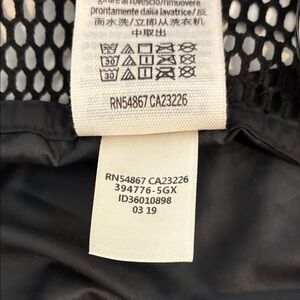 girare al rovescio/rimuovere
prontamente dalla lavatrice/反
面水洗/立即从洗衣机
中取出
RN54867 CA23226
RN54867 CA23226
394776-5GX
ID36010898
03 19